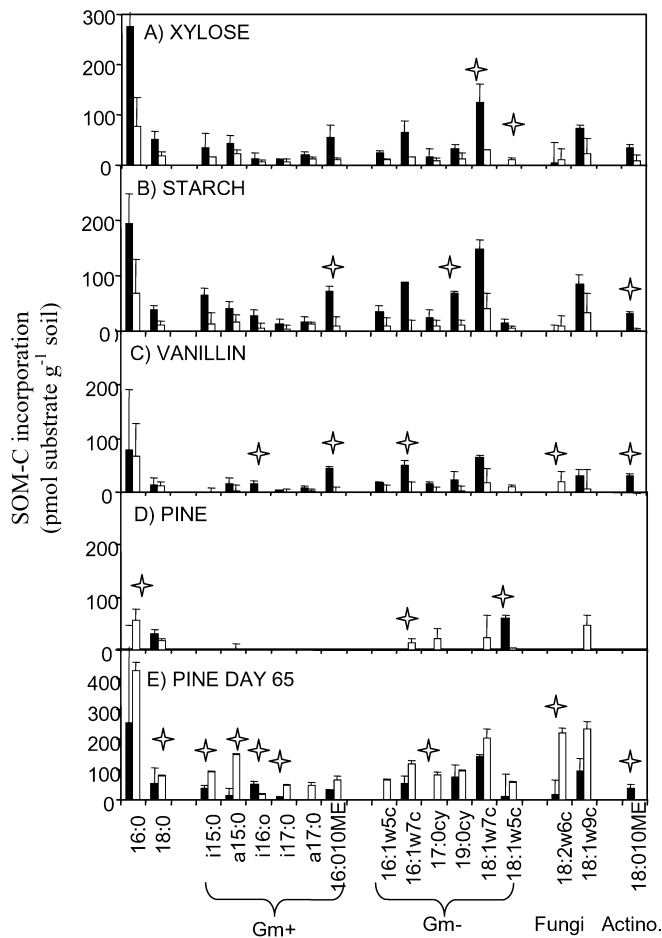 300
A) XYLOSE
200
100
0
B) STARCH
200
100
0
C) VANILLIN
200
100
0
D) PINE
200
100
0
E) PINE DAY 65
400
300
200
100
0
SOM-C incorporation
(pmol substrate g-1 soil)
16:0
18:0
i15:0
a15:0
i16:o
i17:0
a17:0
16:010ME
16:1w5c
16:1w7c
17:0cy
19:0cy
18:1w7c
18:1w5c
18:2w6c
18:1w9c
18:010ME
Gm+
Gm-
Fungi
Actino.